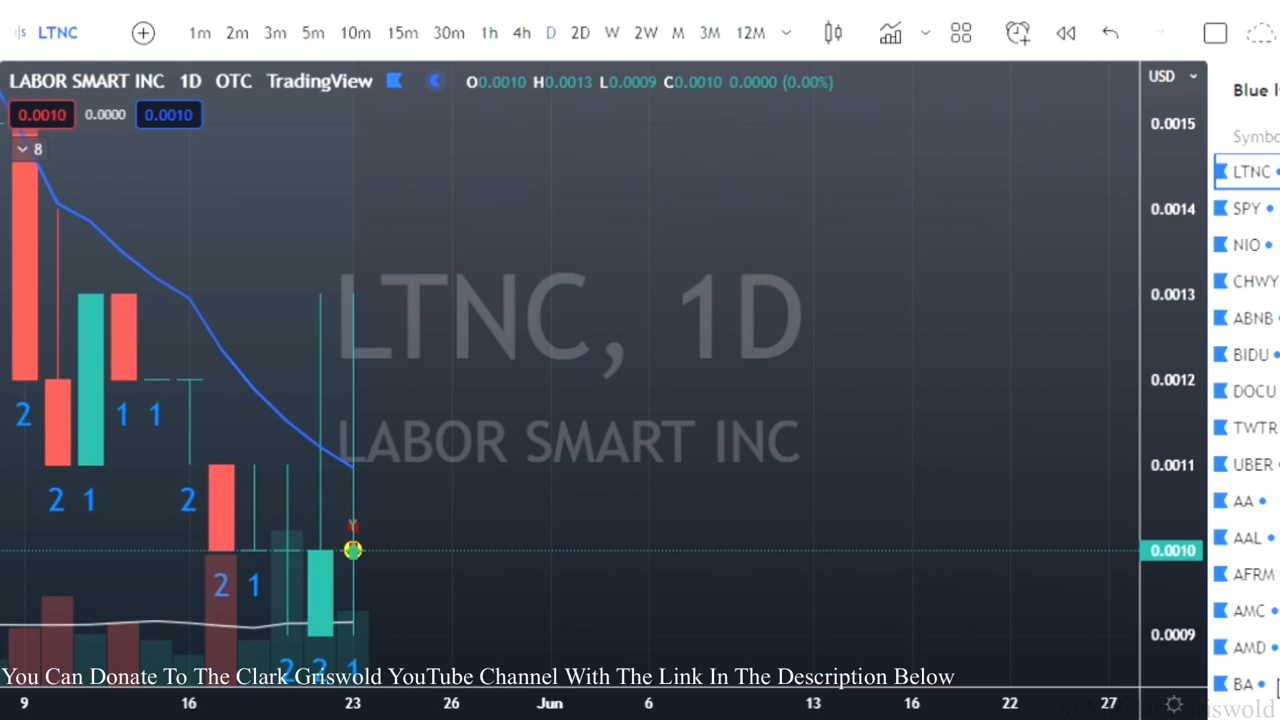 LTNC 1m 2m 3m 5m 10m 15m 30m 1h 4h D 2D W 2W M 3M 12M
LABOR SMART INC 1D OTC TradingView O0.0010 H0.0013 L0.0009 C0.0010 0.0000 (0.00%)
0.0010 0.0000 0.0010
8
USD
0.0015
0.0014
0.0013
0.0012
0.0011
0.0010
0.0009
LTNC, 1D
LABOR SMART INC
2 1 1
2 1 2
2 1
2 2 1
You Can Donate To The Clark Griswold YouTube Channel With The Link In The Description Below
9 16 23 26 Jun 6 13 16 22 27
Blue
Symbo
LTNC
SPY
NIO
CHWY
ABNB
BIDU
DOCU
TWTR
UBER
AA
AAL
AFRM
AMC
AMD
BA